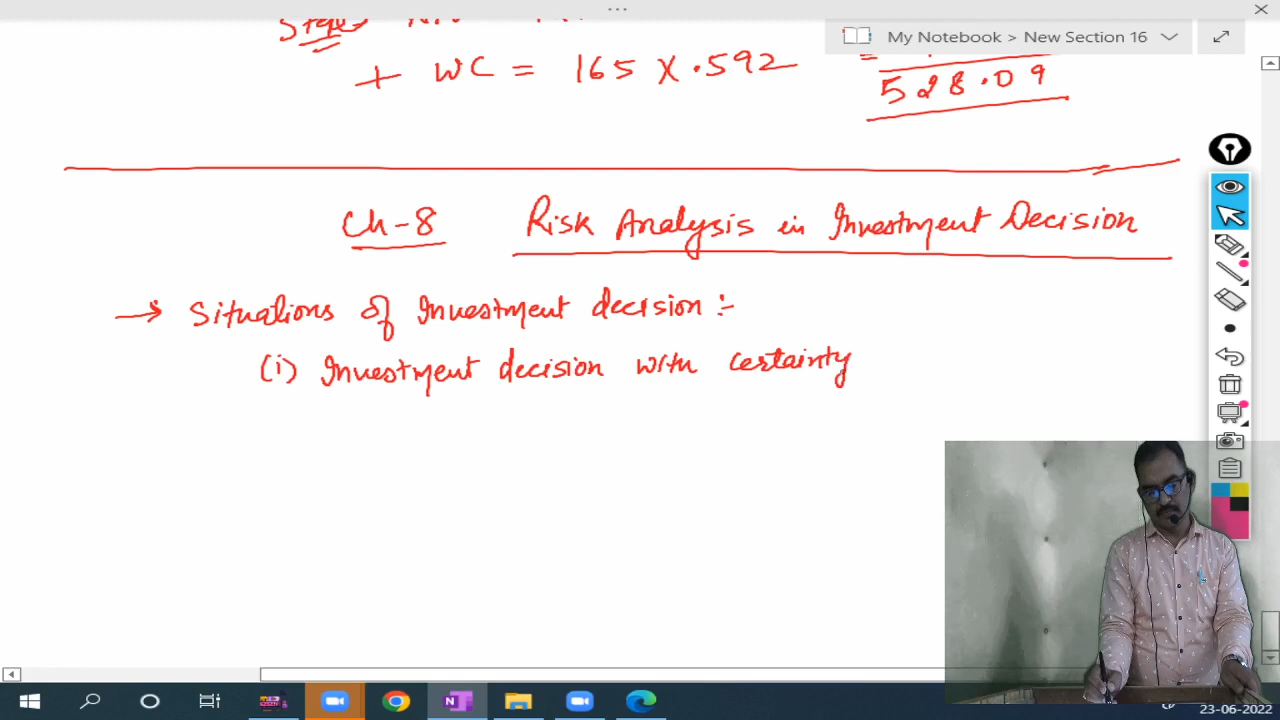 My Notebook > New Section 16
Steps
+ WC = 165 X .592 =
528.09
Ch-8 Risk Analysis in Investment Decision
→ Situations of Investment decision :-
(i) Investment decision with certainty
23-06-2022